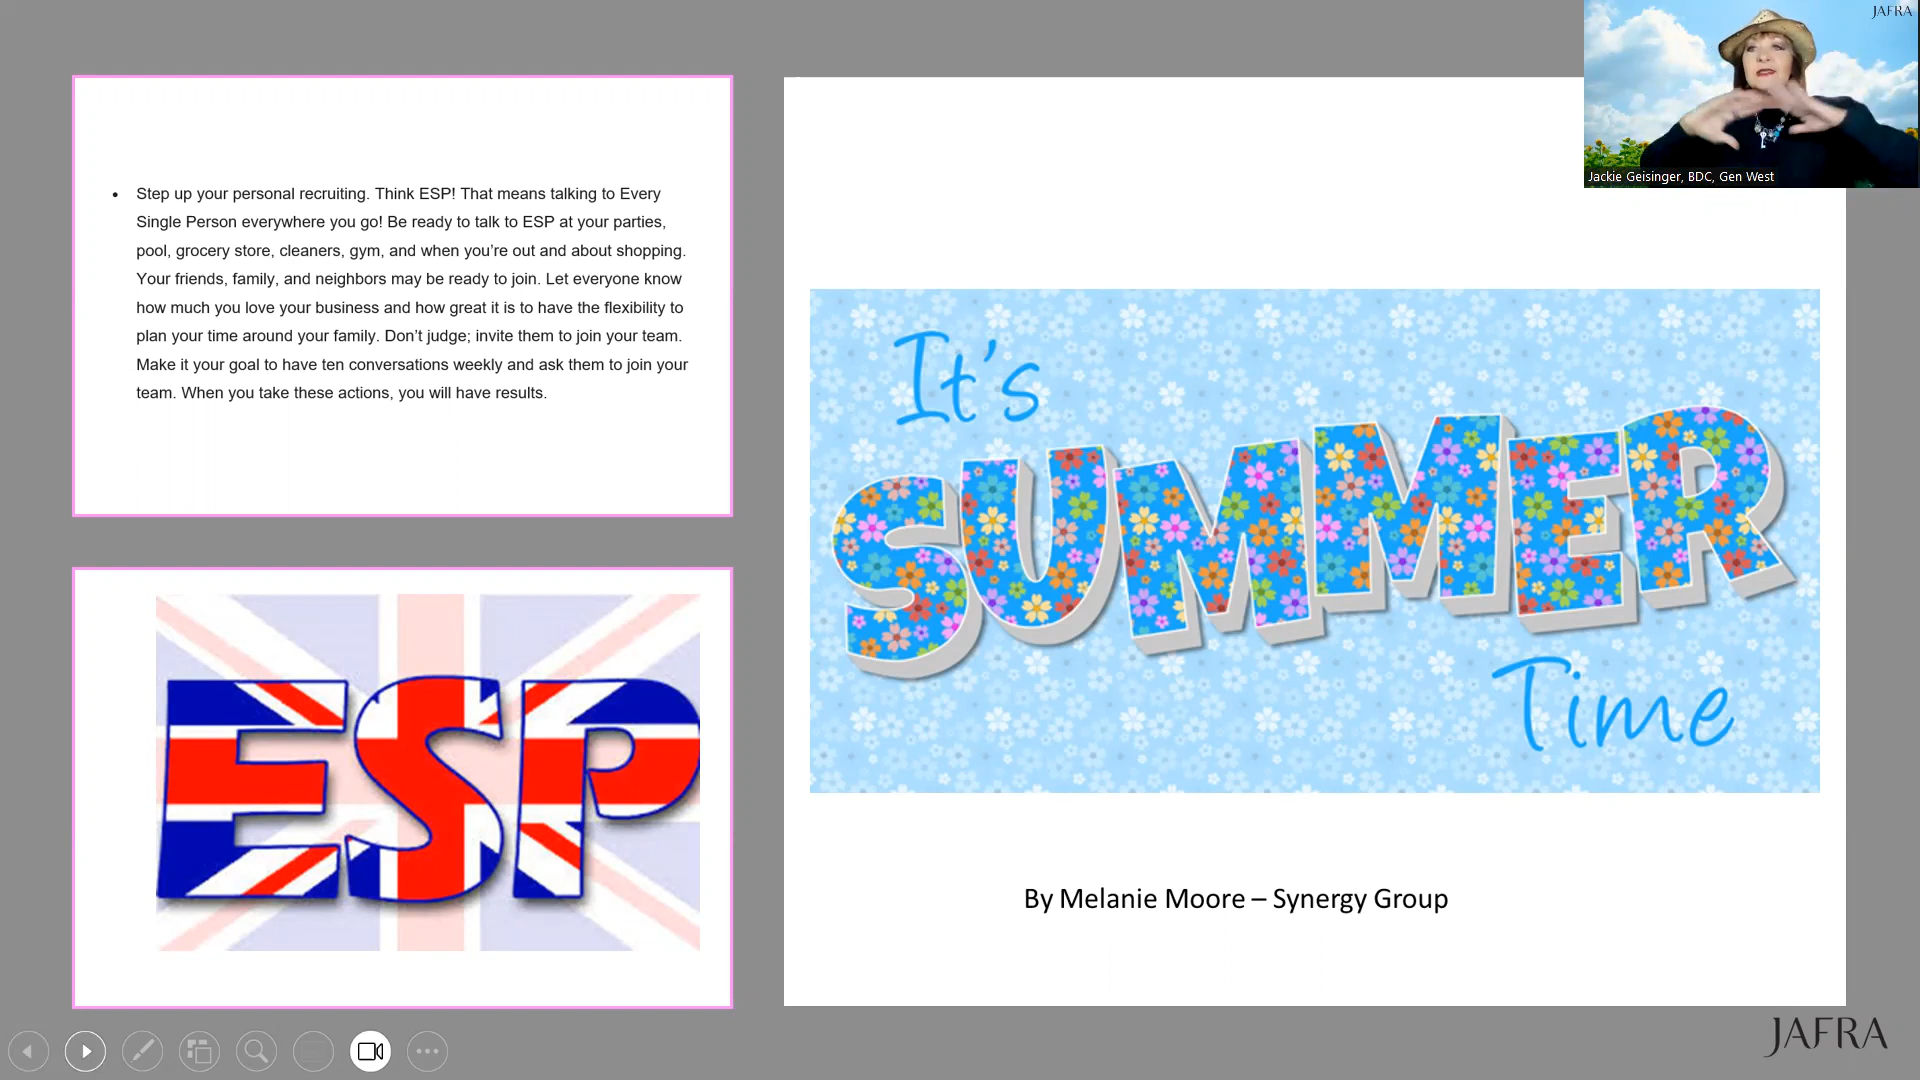 JAFRA
Jackie Geisinger, BDC, Gen West
• Step up your personal recruiting. Think ESP! That means talking to Every
Single Person everywhere you go! Be ready to talk to ESP at your parties,
pool, grocery store, cleaners, gym, and when you’re out and about shopping.
Your friends, family, and neighbors may be ready to join. Let everyone know
how much you love your business and how great it is to have the flexibility to
plan your time around your family. Don’t judge; invite them to join your team.
Make it your goal to have ten conversations weekly and ask them to join your
team. When you take these actions, you will have results.
ESP
It’s
SUMMER
Time
By Melanie Moore – Synergy Group
JAFRA